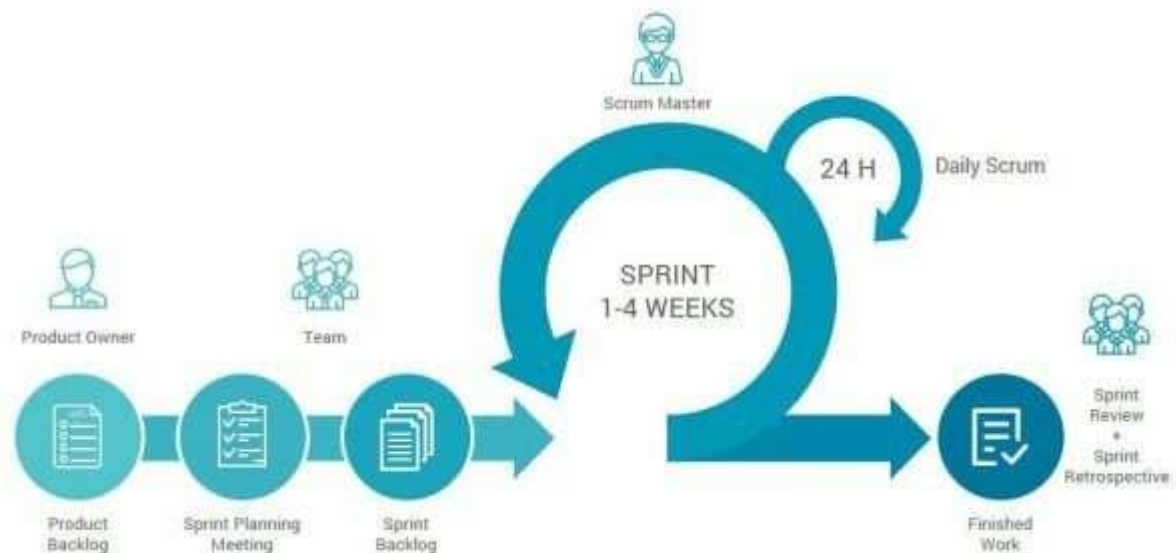 Scrum Master
24 H
Daily Scrum
SPRINT
1-4 WEEKS
Product Owner
Team
Sprint
Review
+
Sprint
Retrospective
Product
Backlog
Sprint Planning
Meeting
Sprint
Backlog
Finished
Work